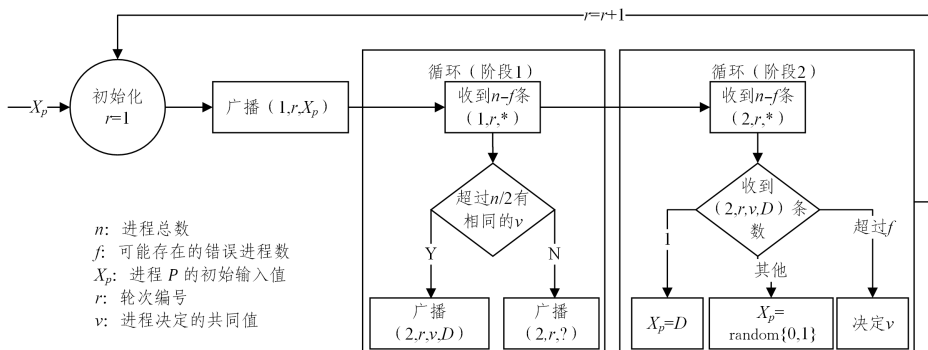 r=r+1
X_p
初始化
r=1
广播（1,r,X_p）
循环（阶段1）
收到n−f条
（1,r,*）
超过n/2有
相同的v
Y
N
广播
（2,r,v,D）
广播
（2,r,?）
循环（阶段2）
收到n−f条
（2,r,*）
收到
（2,r,v,D）条
数
1
其他
超过f
X_p=D
X_p=
random{0,1}
决定v
n: 进程总数
f: 可能存在的错误进程数
X_p: 进程 P 的初始输入值
r: 轮次编号
v: 进程决定的共同值